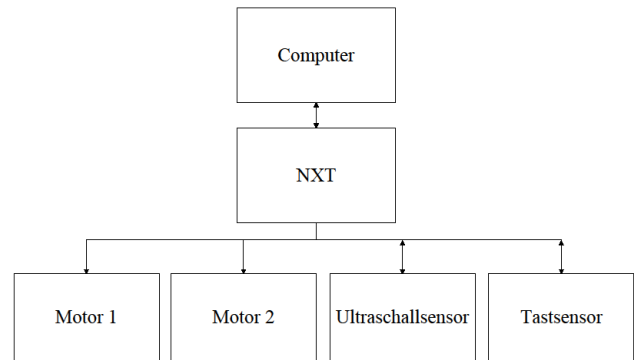 Computer
NXT
Motor 1
Motor 2
Ultraschallsensor
Tastsensor